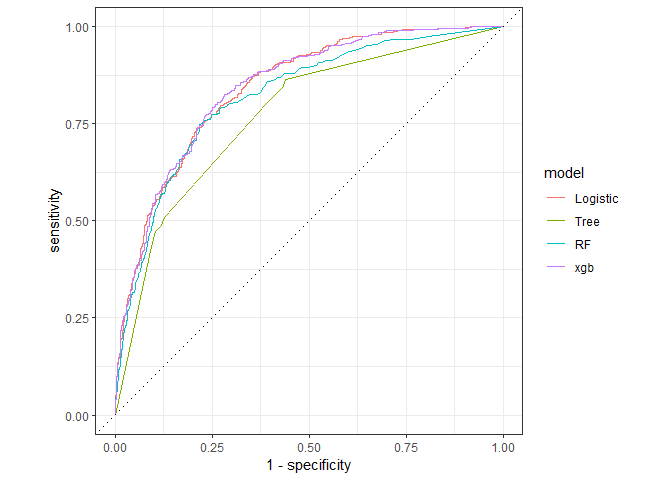 1.00
0.75
0.50
0.25
0.00
sensitivity
0.00 0.25 0.50 0.75 1.00
1 - specificity
model
Logistic
Tree
RF
xgb